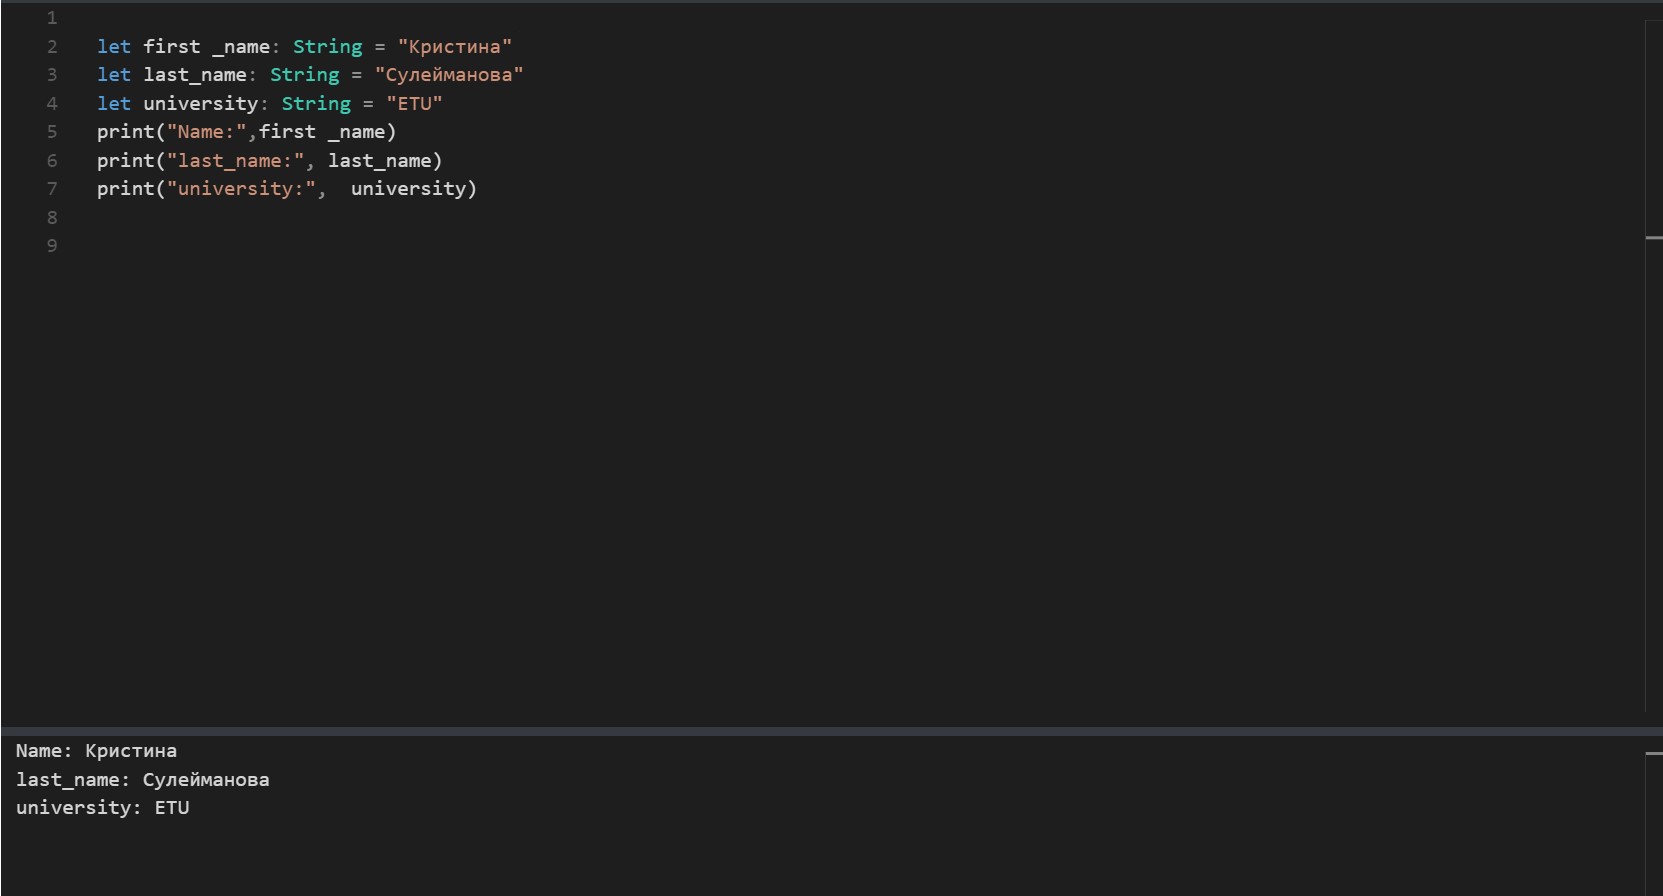 1
2 let first _name: String = "Кристина"
3 let last_name: String = "Сулейманова"
4 let university: String = "ETU"
5 print("Name:",first _name)
6 print("last_name:", last_name)
7 print("university:",  university)
8
9
Name: Кристина
last_name: Сулейманова
university: ETU